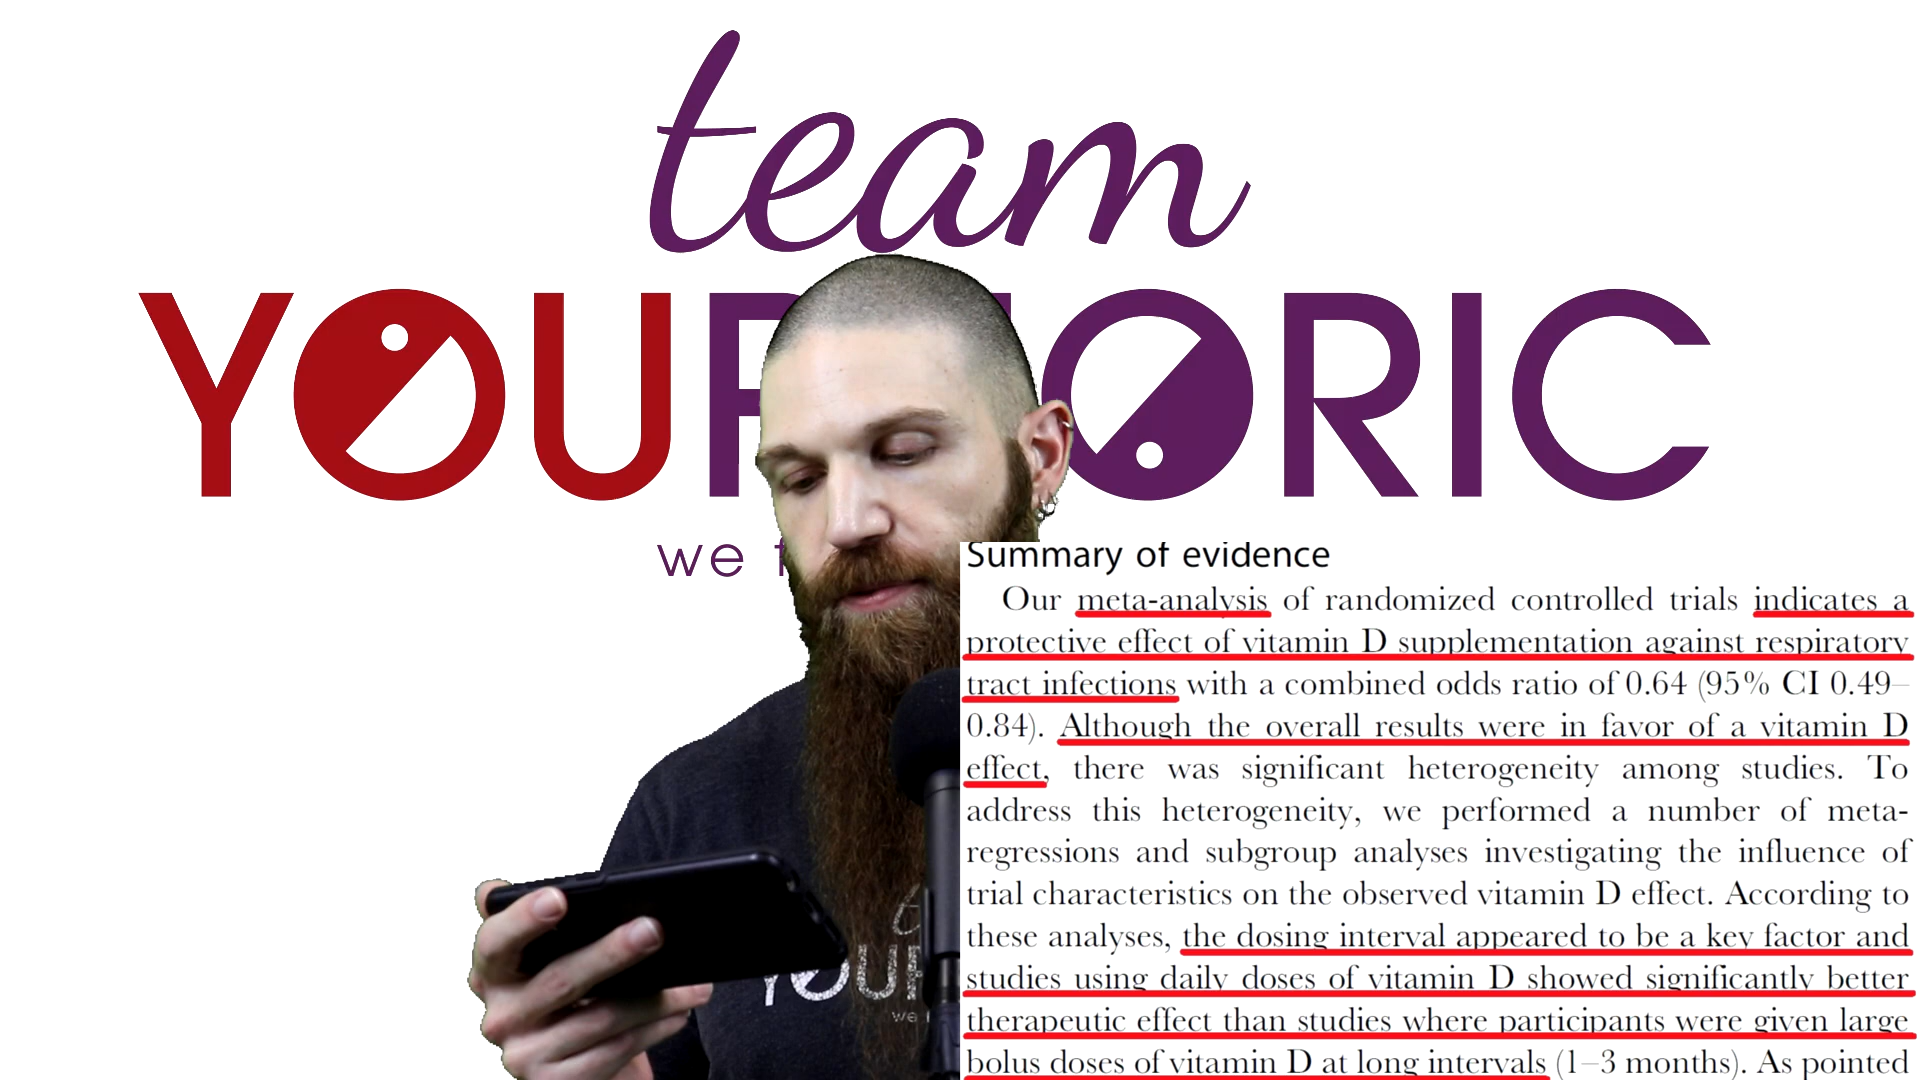 team
YOU
ORIC
we
Summary of evidence
Our meta-analysis of randomized controlled trials indicates a
protective effect of vitamin D supplementation against respiratory
tract infections with a combined odds ratio of 0.64 (95% CI 0.49–
0.84). Although the overall results were in favor of a vitamin D
effect, there was significant heterogeneity among studies. To
address this heterogeneity, we performed a number of meta-
regressions and subgroup analyses investigating the influence of
trial characteristics on the observed vitamin D effect. According to
these analyses, the dosing interval appeared to be a key factor and
studies using daily doses of vitamin D showed significantly better
therapeutic effect than studies where participants were given large
bolus doses of vitamin D at long intervals (1–3 months). As pointed
YOU
we